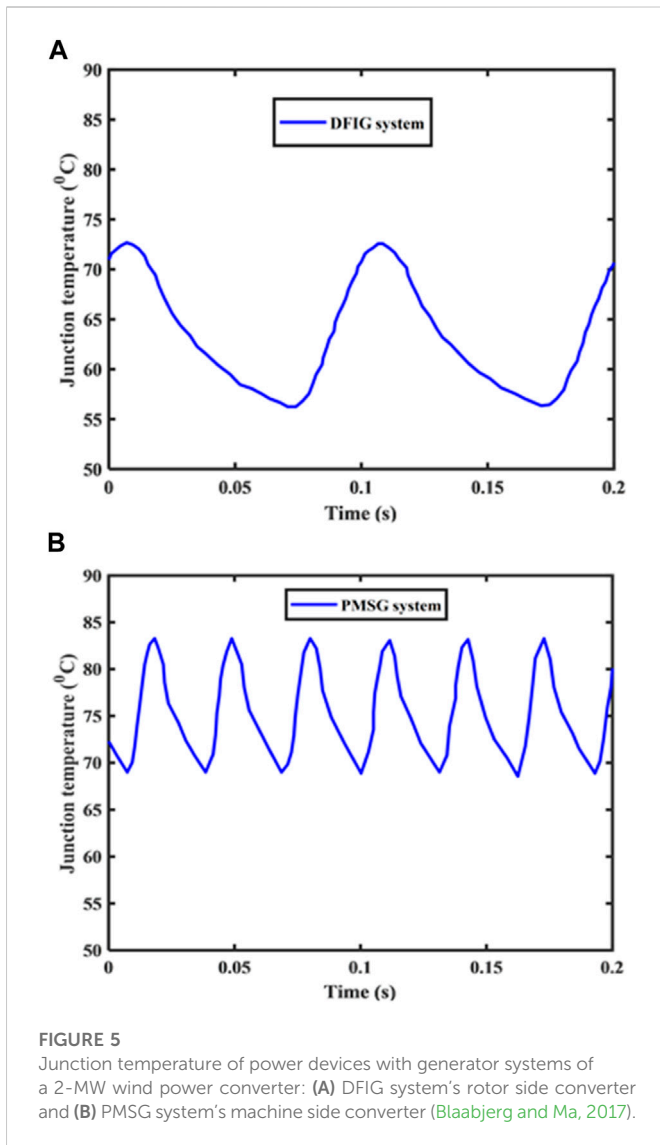 A
90
85
80
75
70
65
60
55
50
Junction temperature (⁰C)
DFIG system
0
0.05
0.1
0.15
0.2
Time (s)
B
90
85
80
75
70
65
60
55
50
Junction temperature (⁰C)
PMSG system
0
0.05
0.1
0.15
0.2
Time (s)
FIGURE 5
Junction temperature of power devices with generator systems of
a 2-MW wind power converter: (A) DFIG system's rotor side converter
and (B) PMSG system's machine side converter (Blaabjerg and Ma, 2017).